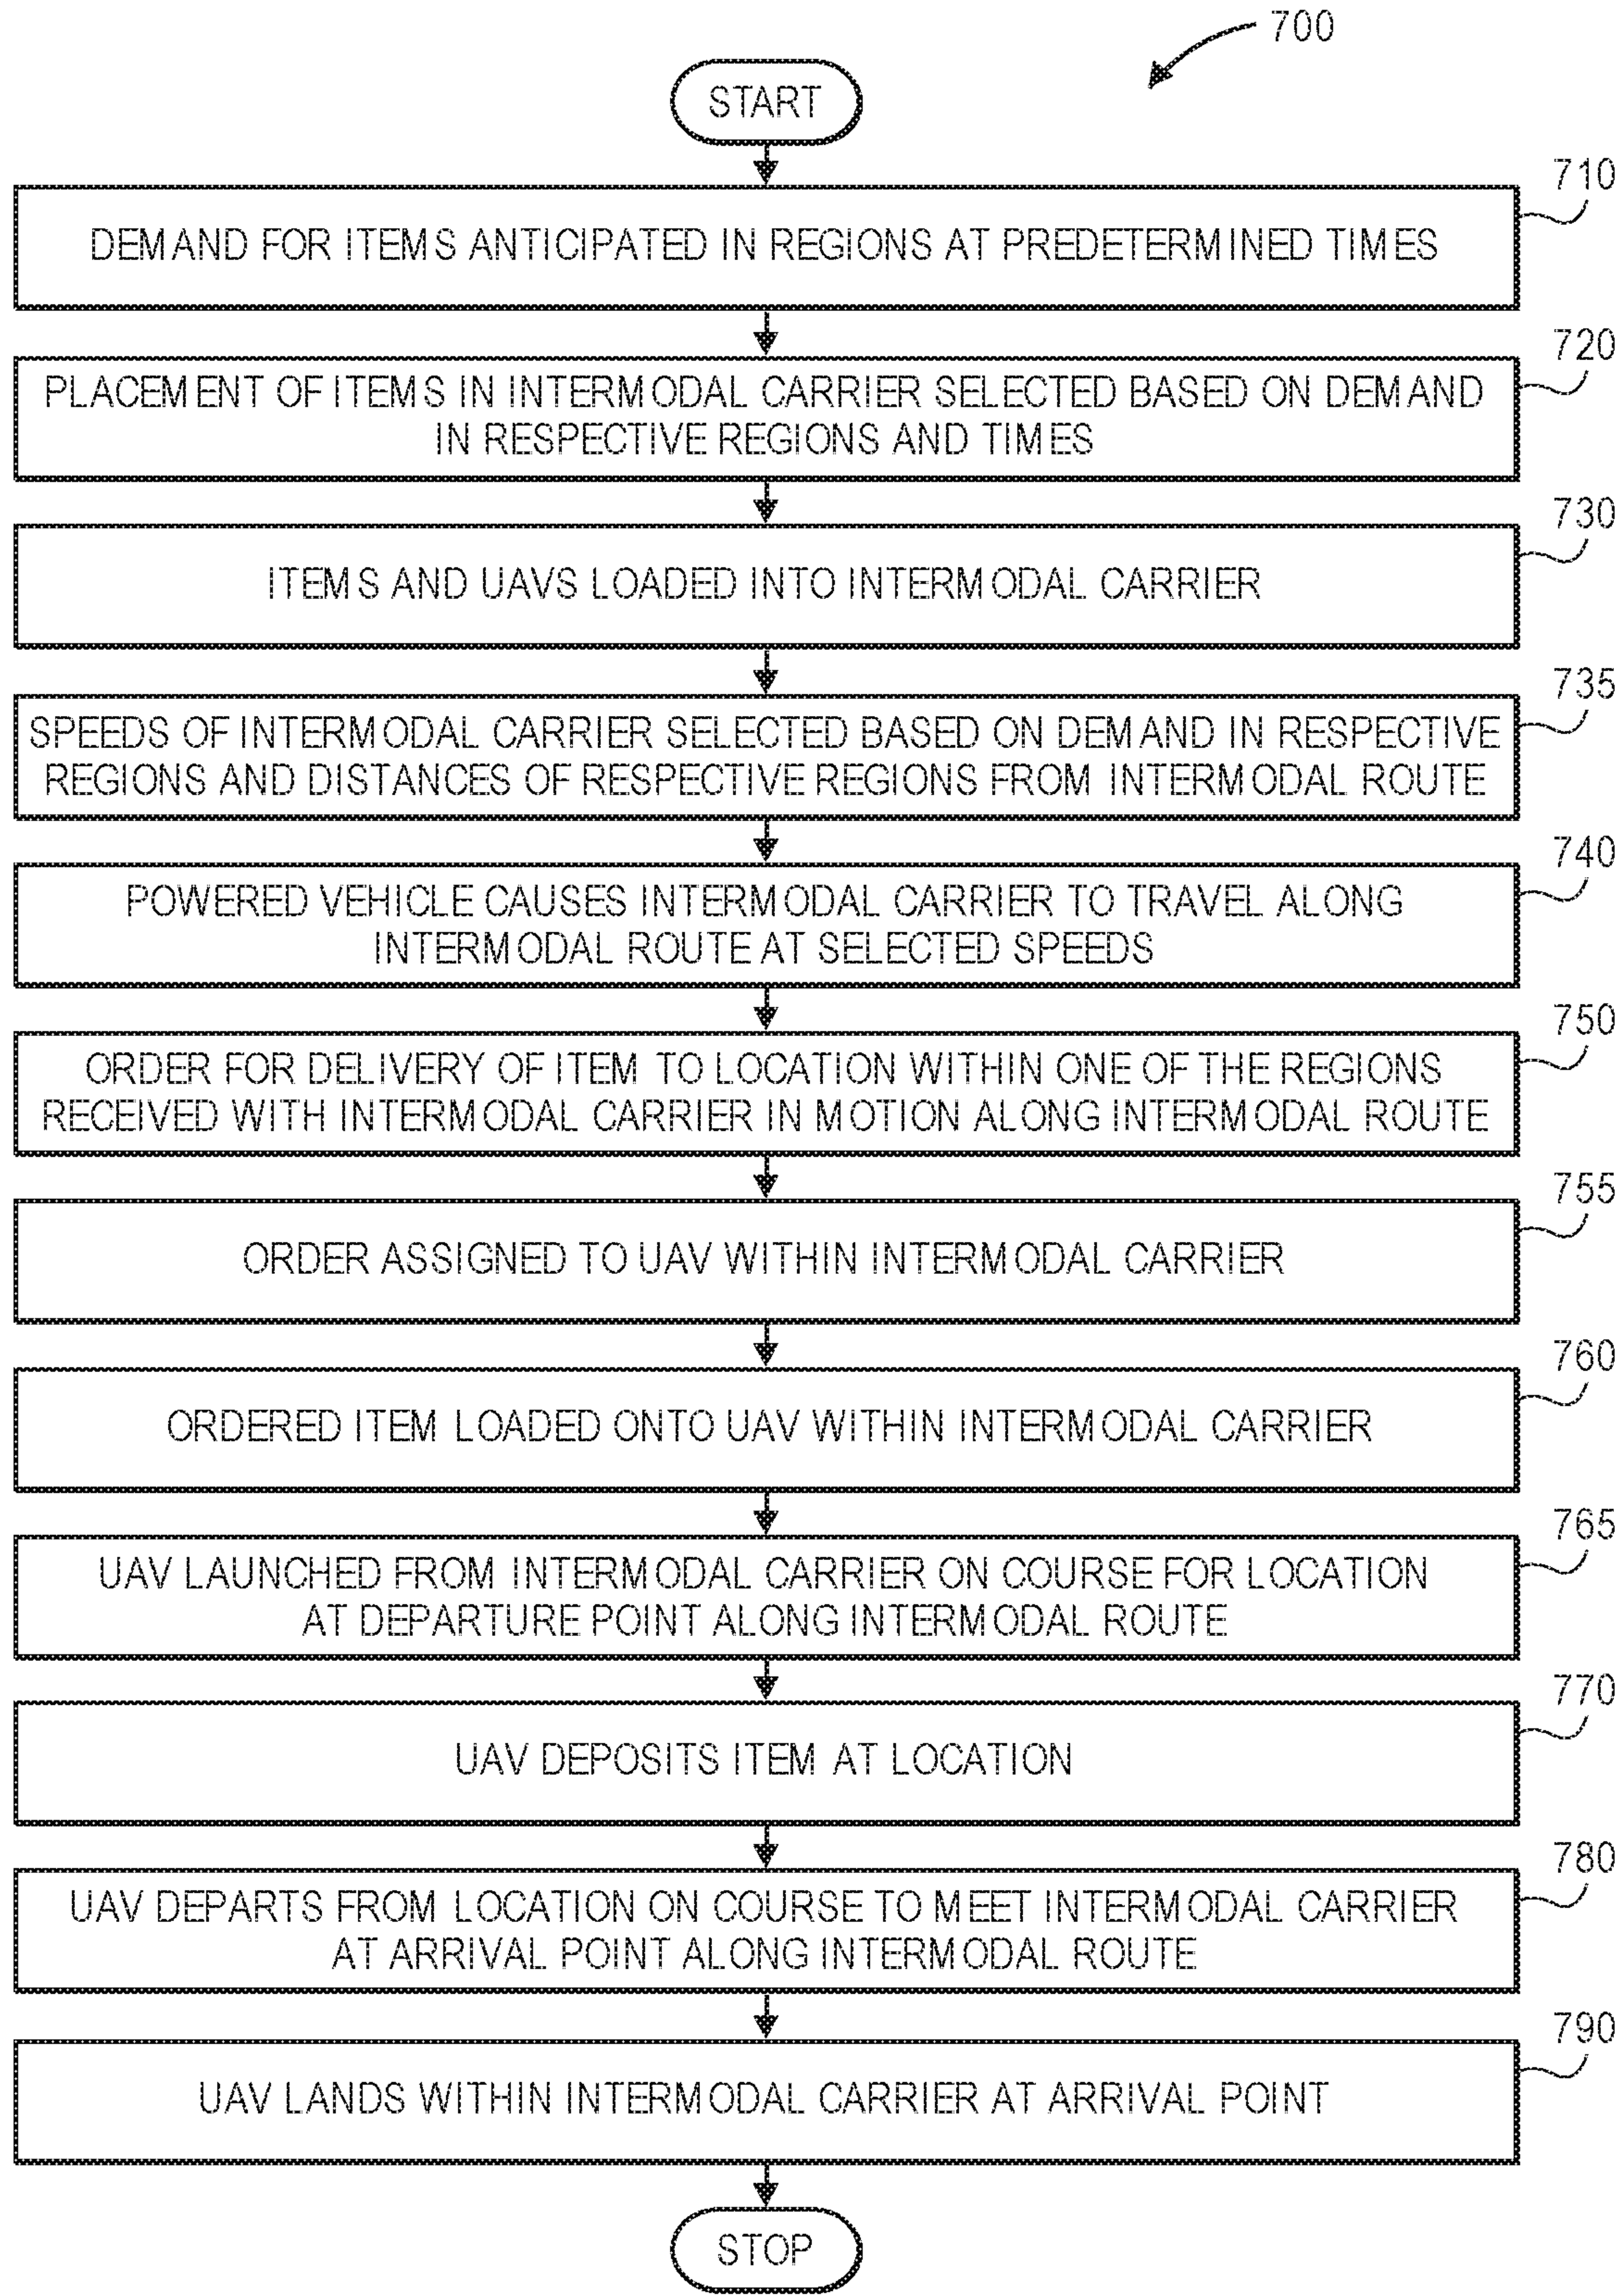 700
START
710
DEMAND FOR ITEMS ANTICIPATED IN REGIONS AT PREDETERMINED TIMES
720
PLACEMENT OF ITEMS IN INTERMODAL CARRIER SELECTED BASED ON DEMAND
IN RESPECTIVE REGIONS AND TIMES
730
ITEMS AND UAVS LOADED INTO INTERMODAL CARRIER
735
SPEEDS OF INTERMODAL CARRIER SELECTED BASED ON DEMAND IN RESPECTIVE
REGIONS AND DISTANCES OF RESPECTIVE REGIONS FROM INTERMODAL ROUTE
740
POWERED VEHICLE CAUSES INTERMODAL CARRIER TO TRAVEL ALONG
INTERMODAL ROUTE AT SELECTED SPEEDS
750
ORDER FOR DELIVERY OF ITEM TO LOCATION WITHIN ONE OF THE REGIONS
RECEIVED WITH INTERMODAL CARRIER IN MOTION ALONG INTERMODAL ROUTE
755
ORDER ASSIGNED TO UAV WITHIN INTERMODAL CARRIER
760
ORDERED ITEM LOADED ONTO UAV WITHIN INTERMODAL CARRIER
765
UAV LAUNCHED FROM INTERMODAL CARRIER ON COURSE FOR LOCATION
AT DEPARTURE POINT ALONG INTERMODAL ROUTE
770
UAV DEPOSITS ITEM AT LOCATION
780
UAV DEPARTS FROM LOCATION ON COURSE TO MEET INTERMODAL CARRIER
AT ARRIVAL POINT ALONG INTERMODAL ROUTE
790
UAV LANDS WITHIN INTERMODAL CARRIER AT ARRIVAL POINT
STOP